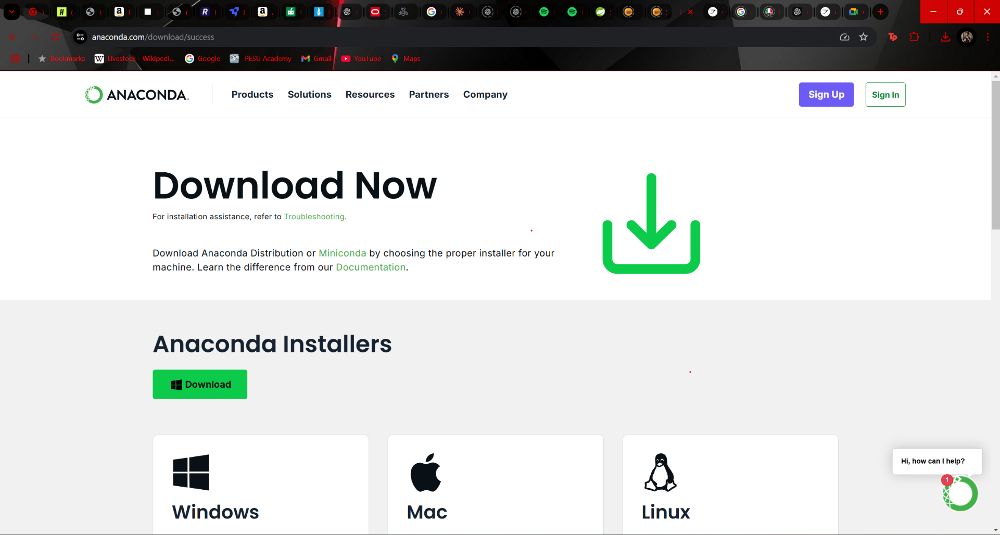 anaconda.com/download/success
Bookmarks Livestock - Wikipedi... Google PESU Academy Gmail YouTube Maps
ANACONDA. Products Solutions Resources Partners Company Sign Up Sign In
Download Now
For installation assistance, refer to Troubleshooting.
Download Anaconda Distribution or Miniconda by choosing the proper installer for your
machine. Learn the difference from our Documentation.
Anaconda Installers
Download
Hi, how can I help?
1
Windows Mac Linux